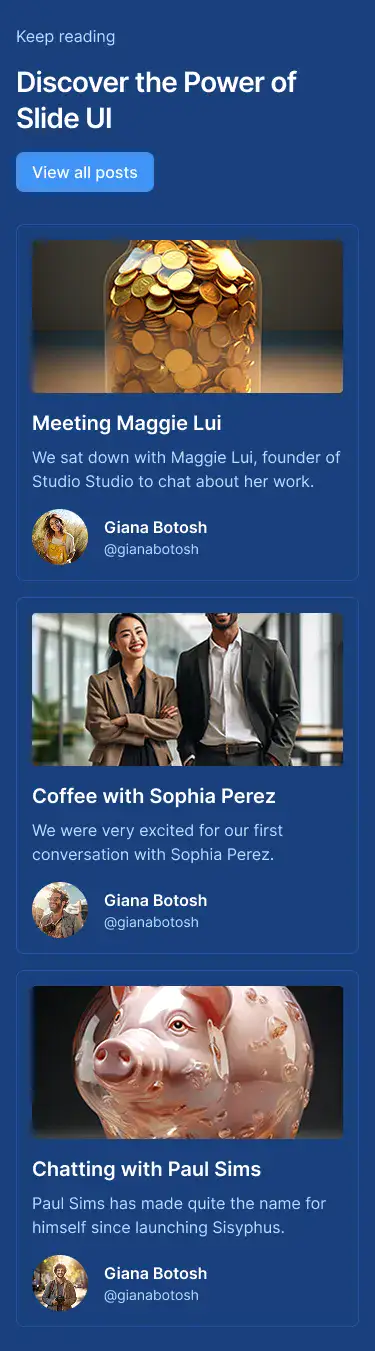 Keep reading
Discover the Power of
Slide UI
View all posts
Meeting Maggie Lui
We sat down with Maggie Lui, founder of
Studio Studio to chat about her work.
Giana Botosh
@gianabotosh
Coffee with Sophia Perez
We were very excited for our first
conversation with Sophia Perez.
Giana Botosh
@gianabotosh
Chatting with Paul Sims
Paul Sims has made quite the name for
himself since launching Sisyphus.
Giana Botosh
@gianabotosh